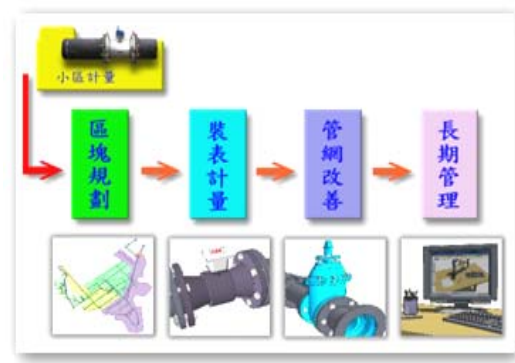 小區計量
區塊規劃
裝表計量
管網改善
長期管理